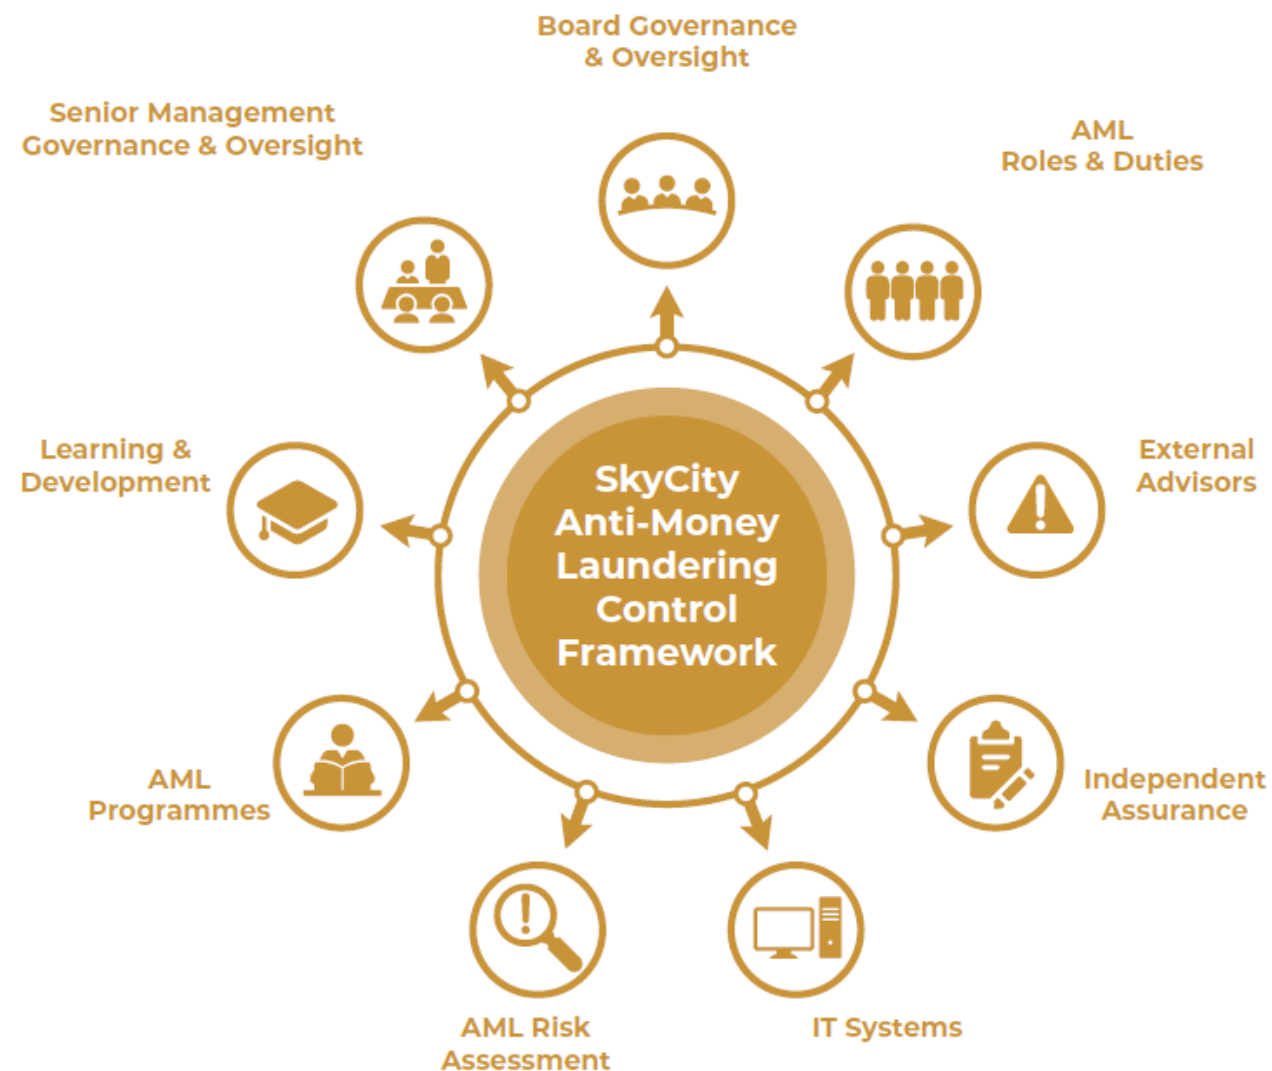 Board Governance
& Oversight
Senior Management
Governance & Oversight
AML
Roles & Duties
Learning &
Development
External
Advisors
SkyCity
Anti-Money
Laundering
Control
Framework
AML
Programmes
Independent
Assurance
AML Risk
Assessment
IT Systems